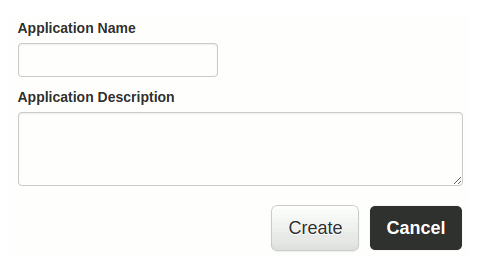 Application Name
Application Description
Create Cancel